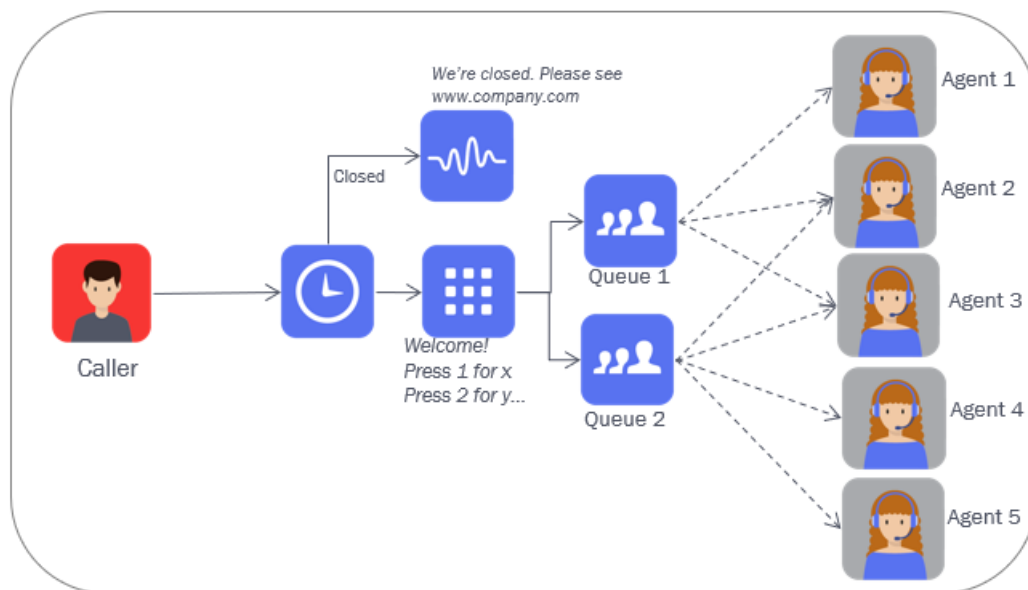 We're closed. Please see
www.company.com
Closed
Caller
Welcome!
Press 1 for x
Press 2 for y...
Queue 1
Queue 2
Agent 1
Agent 2
Agent 3
Agent 4
Agent 5